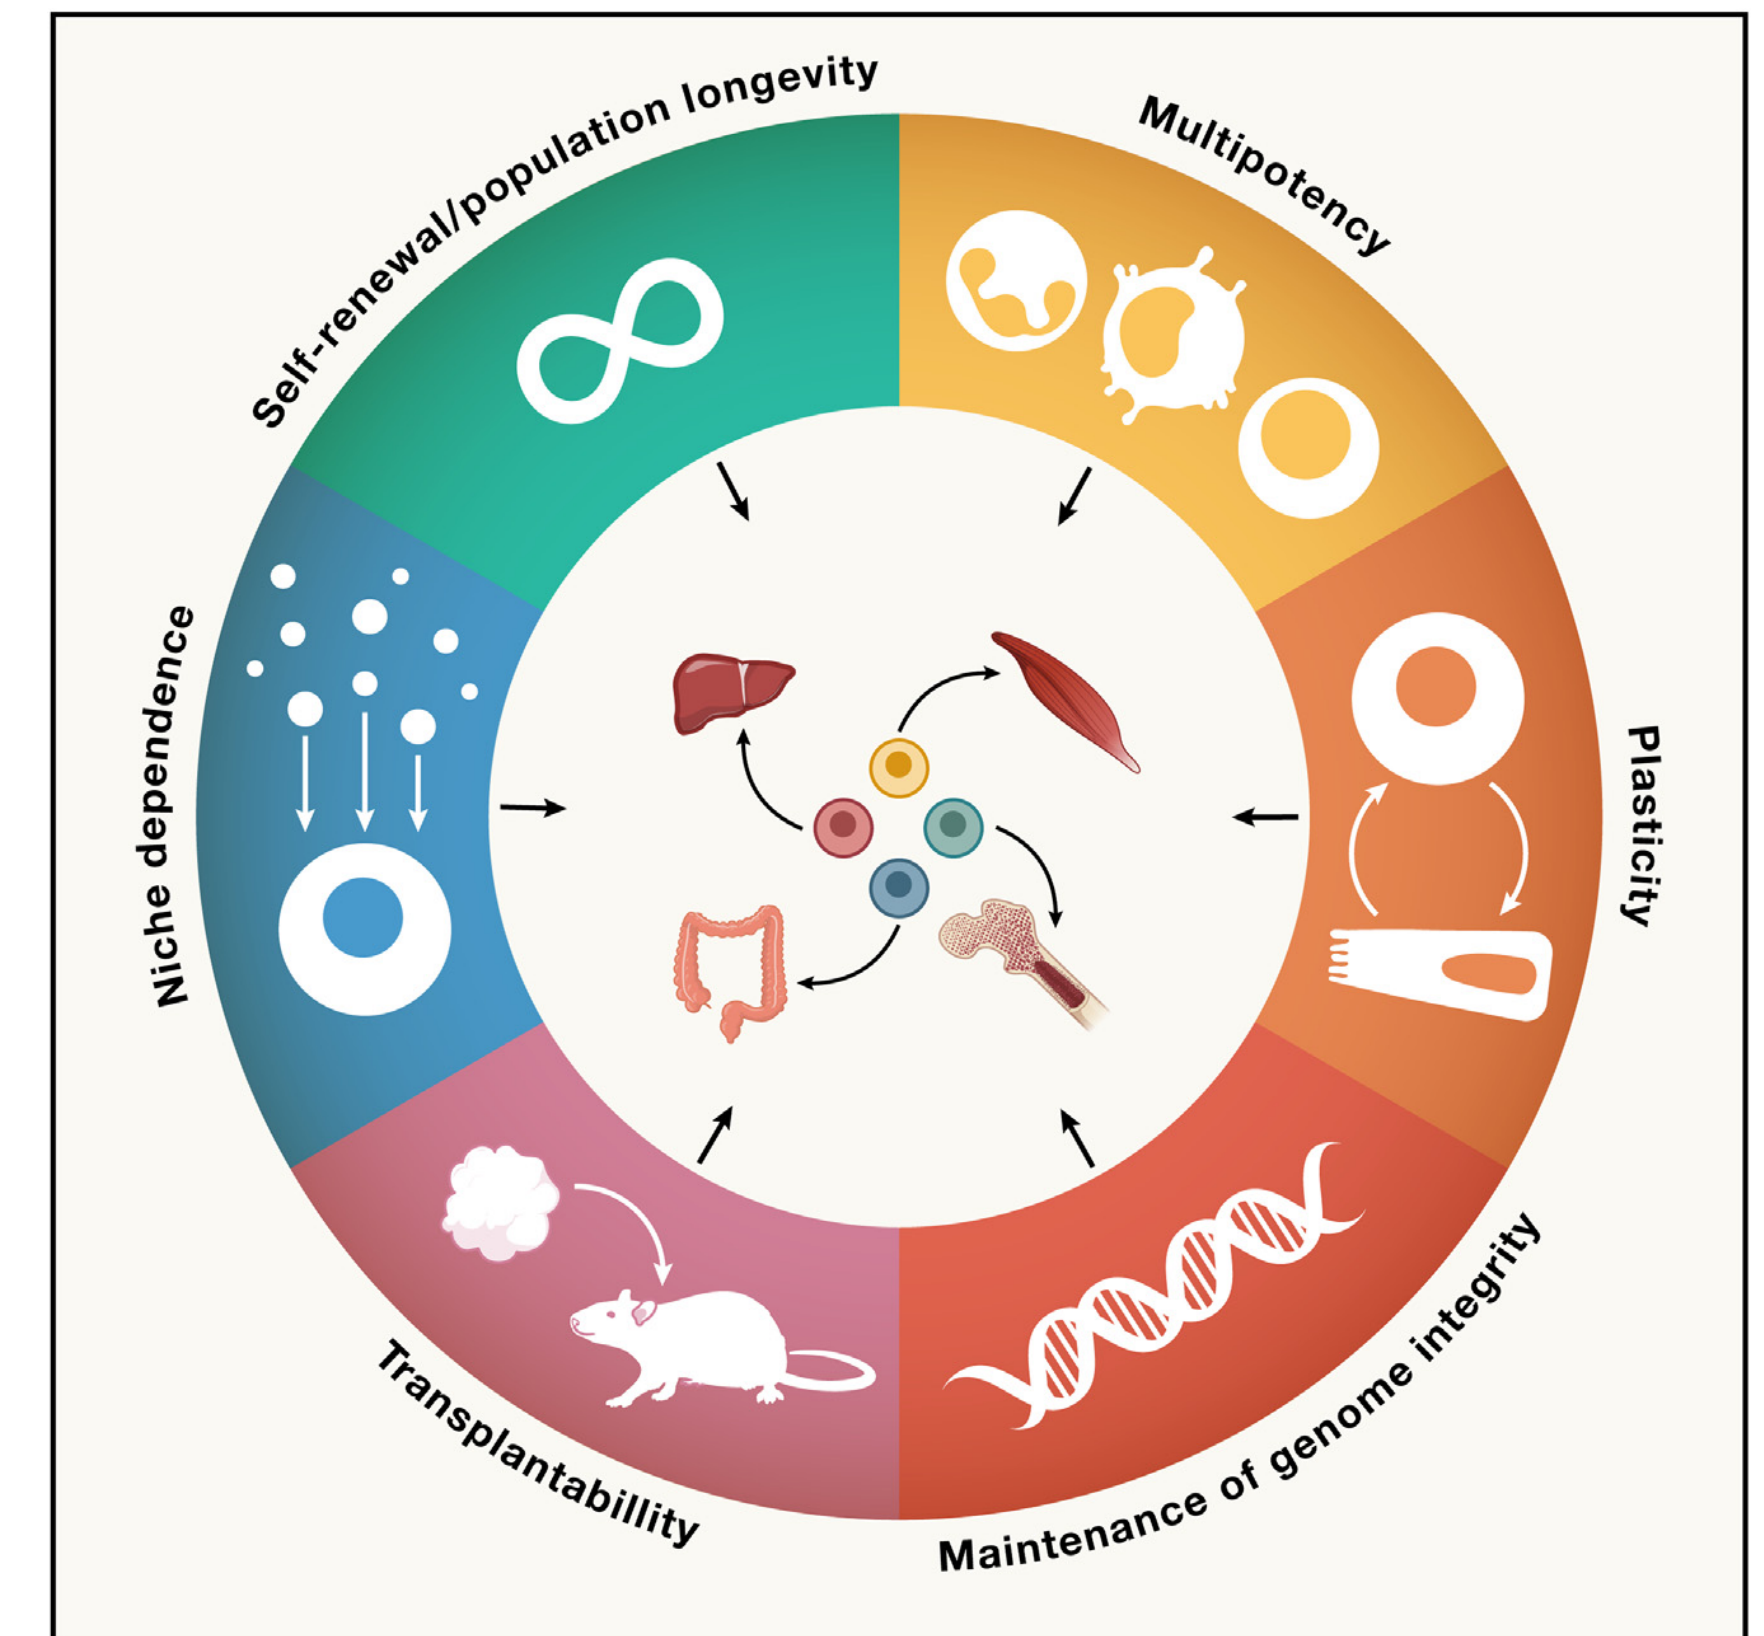 Self-renewal/population longevity
Multipotency
Plasticity
Maintenance of genome integrity
Transplantabillity
Niche dependence